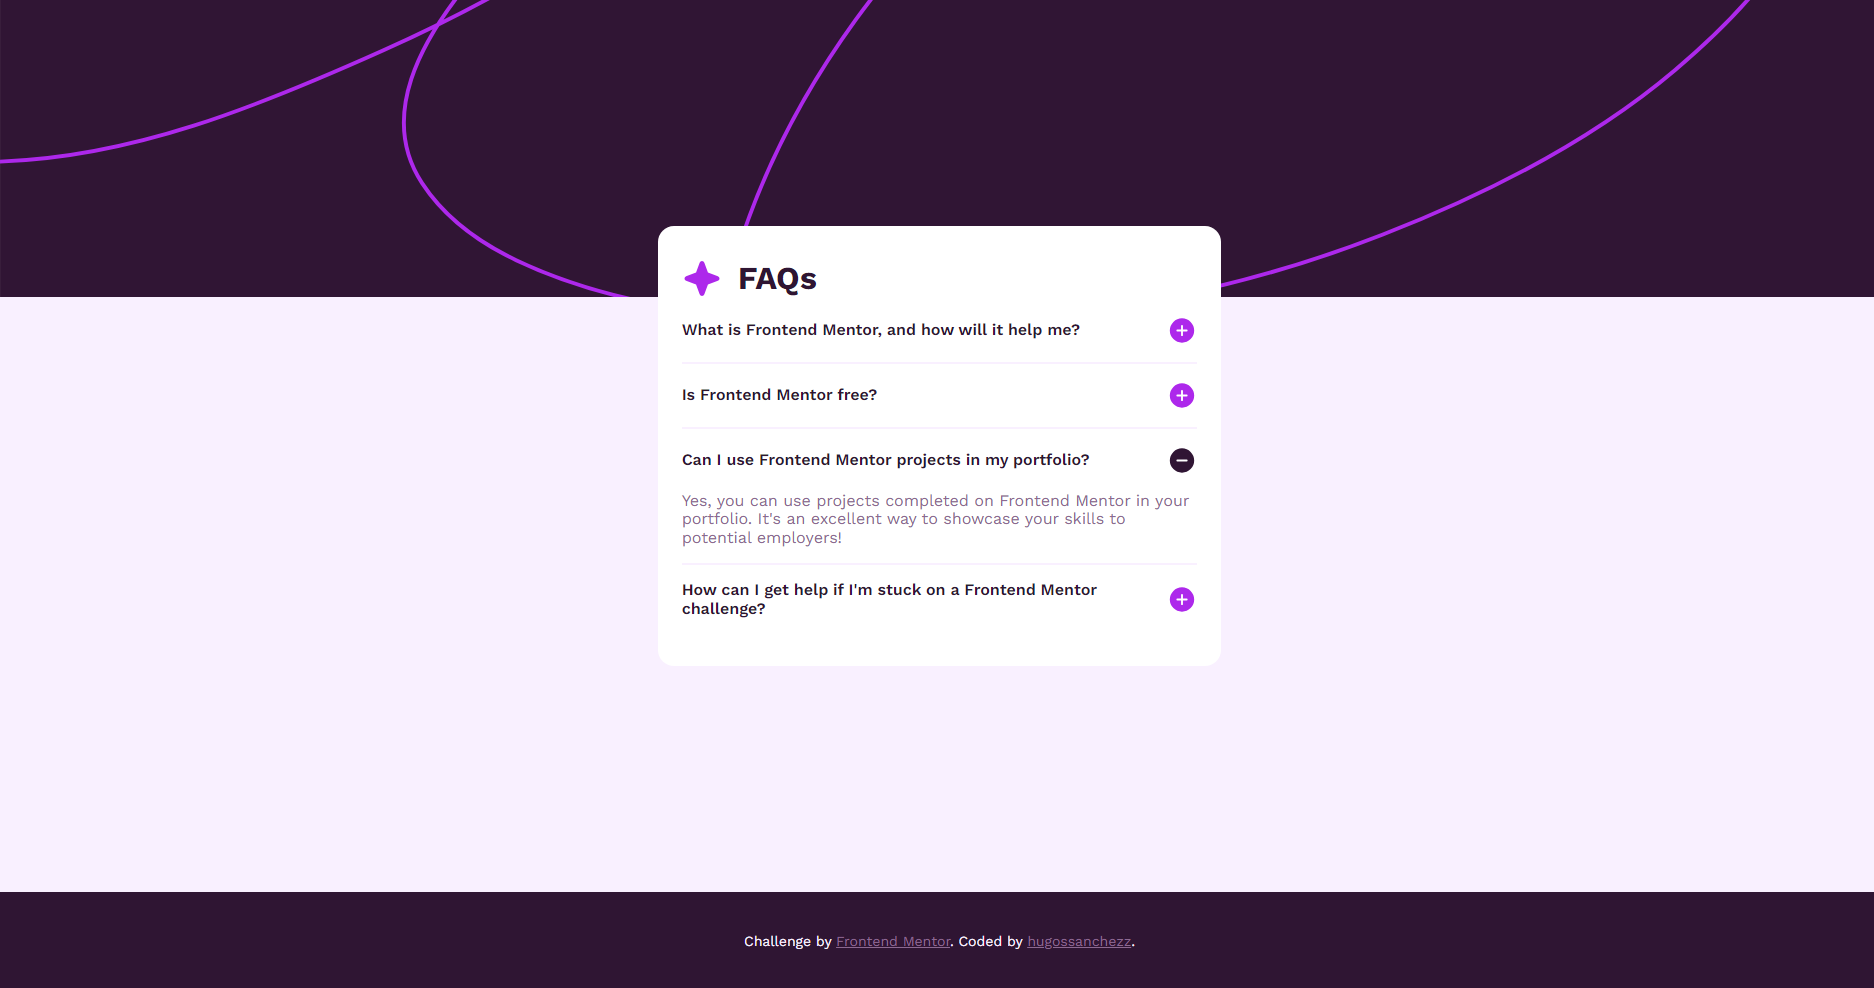 FAQs
What is Frontend Mentor, and how will it help me?
Is Frontend Mentor free?
Can I use Frontend Mentor projects in my portfolio?
Yes, you can use projects completed on Frontend Mentor in your
portfolio. It's an excellent way to showcase your skills to
potential employers!
How can I get help if I'm stuck on a Frontend Mentor
challenge?
Challenge by Frontend Mentor. Coded by hugossanchezz.